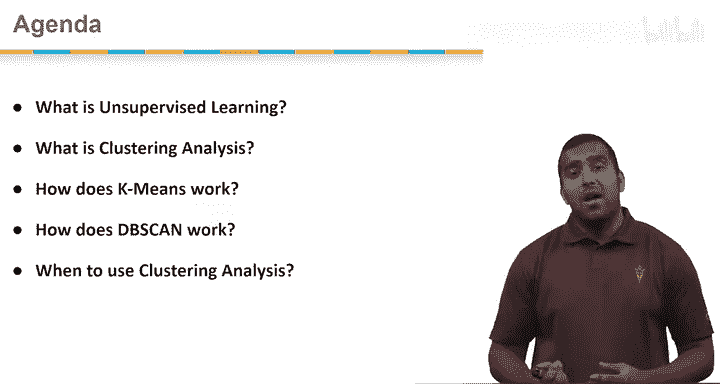 Agenda
● What is Unsupervised Learning?
● What is Clustering Analysis?
● How does K-Means work?
● How does DBSCAN work?
● When to use Clustering Analysis?